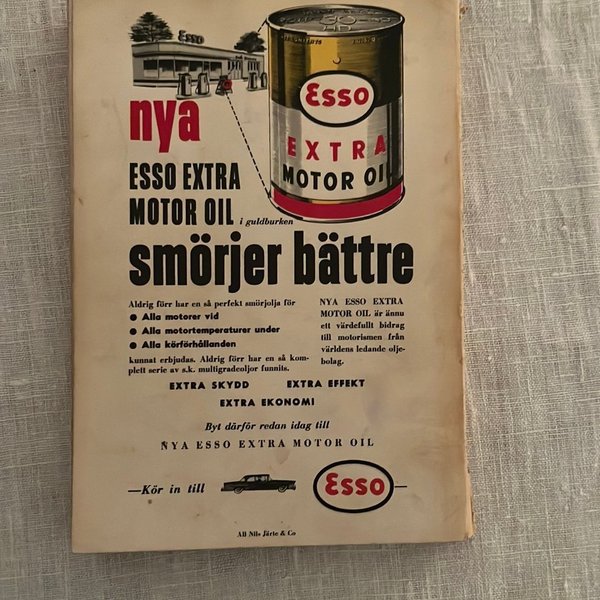 Esso
30
HD
Esso
EXTRA
MOTOR OIL
nya
ESSO EXTRA
MOTOR OIL i guldburken
smörjer bättre
Aldrig förr har en så perfekt smörjolja för
● Alla motorer vid
● Alla motortemperaturer under
● Alla körförhållanden
kunnat erbjudas. Aldrig förr har en så kom-
plett serie av s.k. multigradeoljor funnits.
NYA ESSO EXTRA
MOTOR OIL är ännu
ett värdefullt bidrag
till motorismen från
världens ledande olje-
bolag.
EXTRA SKYDD EXTRA EFFEKT
EXTRA EKONOMI
Byt därför redan idag till
NYA ESSO EXTRA MOTOR OIL
—Kör in till
Esso
AB Nils Järte & Co